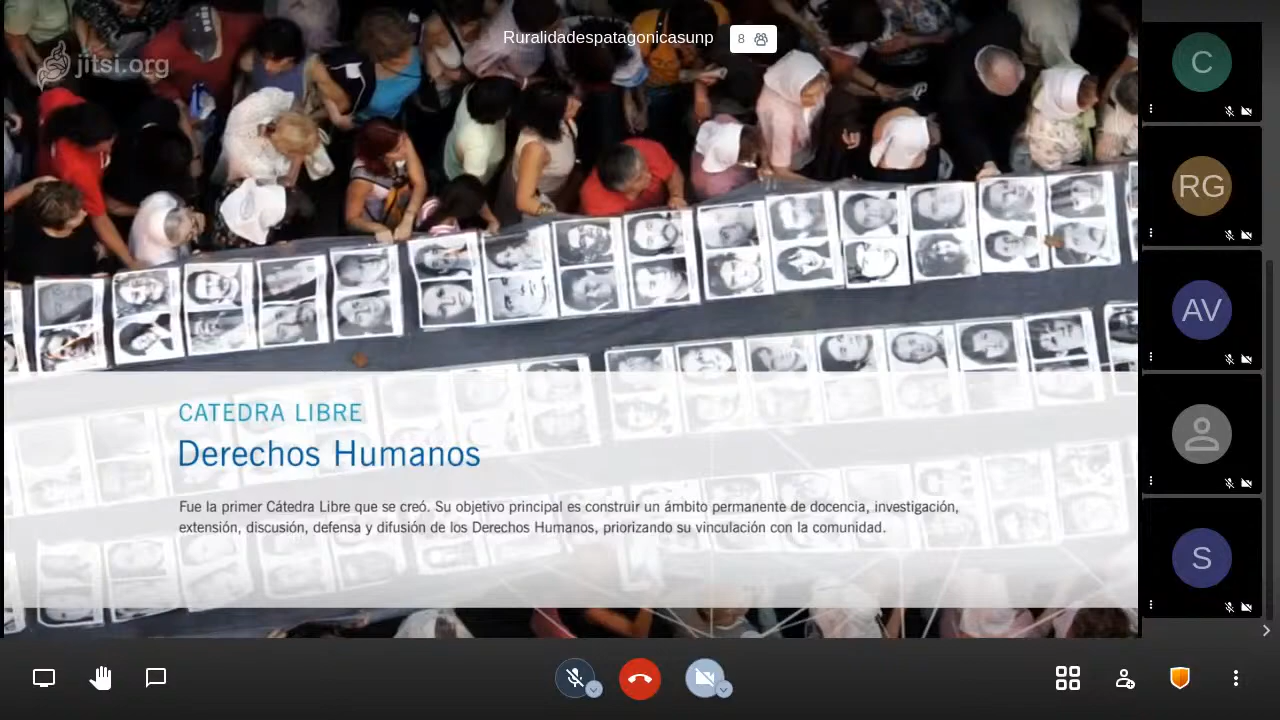 Ruralidadespatagonicasunp
8
jitsi.org
C
RG
AV
S
CATEDRA LIBRE
Derechos Humanos
Fue la primer Cátedra Libre que se creó. Su objetivo principal es construir un ámbito permanente de docencia, investigación,
extensión, discusión, defensa y difusión de los Derechos Humanos, priorizando su vinculación con la comunidad.